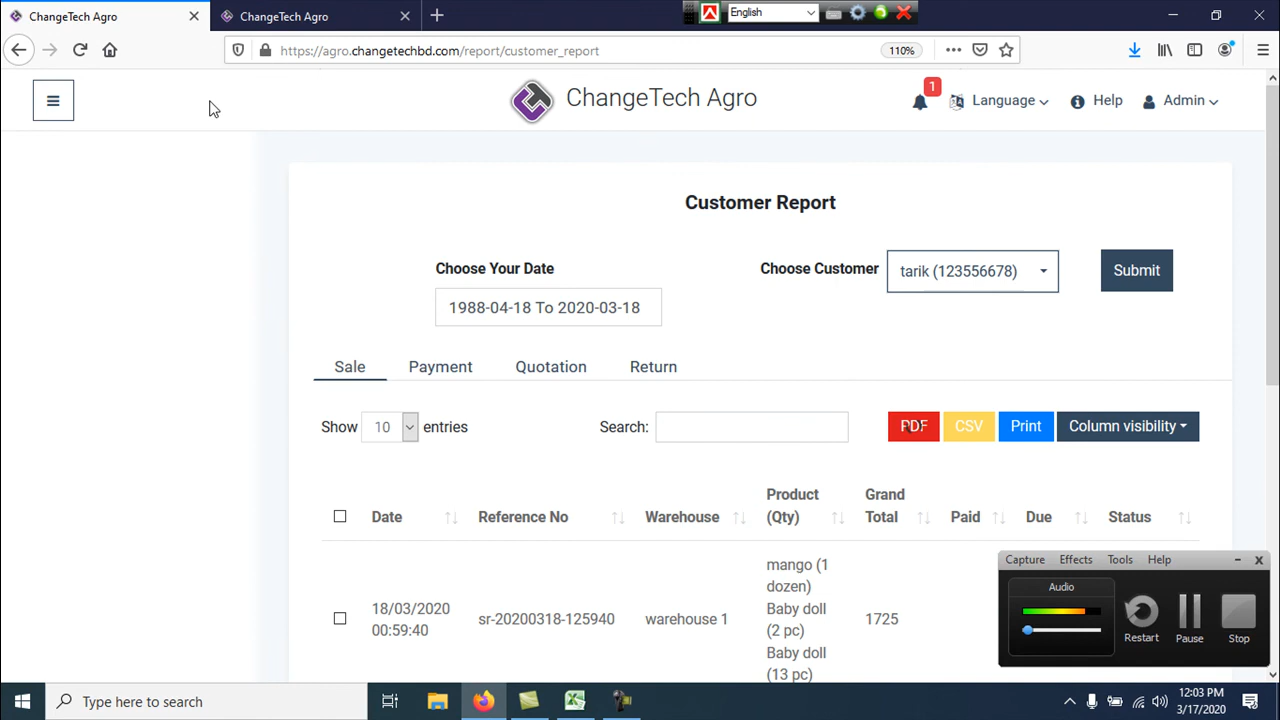 ChangeTech Agro
ChangeTech Agro
English
https://agro.changetechbd.com/report/customer_report
110%
ChangeTech Agro
1
Language
Help
Admin
Customer Report
Choose Your Date
Choose Customer
tarik (123556678)
Submit
1988-04-18 To 2020-03-18
Sale
Payment
Quotation
Return
Show 10 entries
Search:
PDF
CSV
Print
Column visibility
Date
Reference No
Warehouse
Product (Qty)
Grand Total
Paid
Due
Status
18/03/2020 00:59:40
sr-20200318-125940
warehouse 1
mango (1
dozen)
Baby doll
(2 pc)
Baby doll
(13 pc)
1725
Capture
Effects
Tools
Help
Audio
Restart
Pause
Stop
Type here to search
12:03 PM
3/17/2020